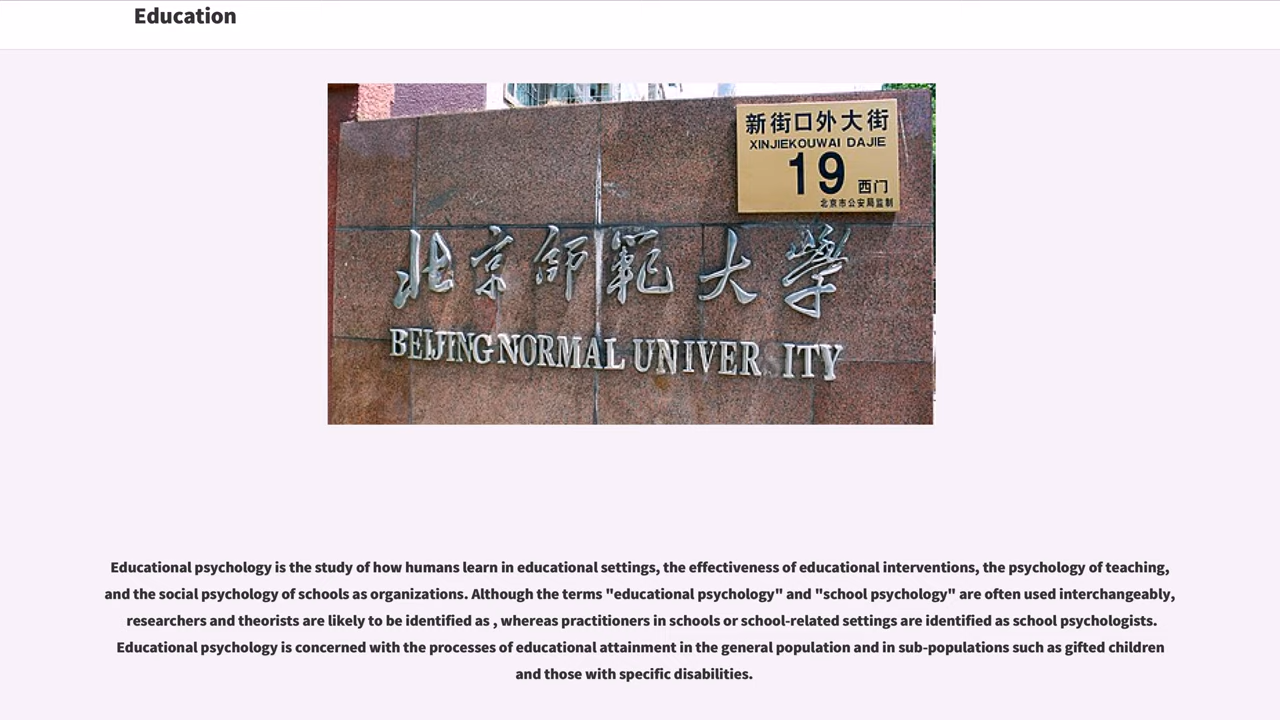 Education
新街口外大街
XINJIEKOUWAI DAJIE
19 西门
北京市公安局监制
北京师範大學
BEIJING NORMAL UNIVER ITY
Educational psychology is the study of how humans learn in educational settings, the effectiveness of educational interventions, the psychology of teaching,
and the social psychology of schools as organizations. Although the terms "educational psychology" and "school psychology" are often used interchangeably,
researchers and theorists are likely to be identified as , whereas practitioners in schools or school-related settings are identified as school psychologists.
Educational psychology is concerned with the processes of educational attainment in the general population and in sub-populations such as gifted children
and those with specific disabilities.